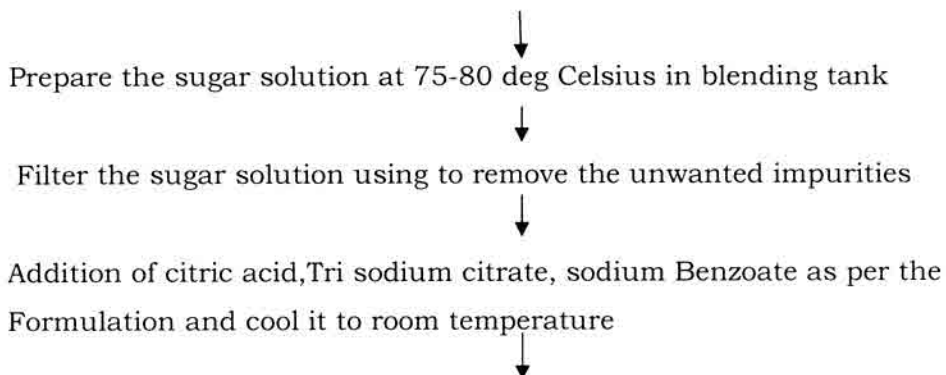 Prepare the sugar solution at 75-80 deg Celsius in blending tank
Filter the sugar solution using to remove the unwanted impurities
Addition of citric acid,Tri sodium citrate, sodium Benzoate as per the
Formulation and cool it to room temperature